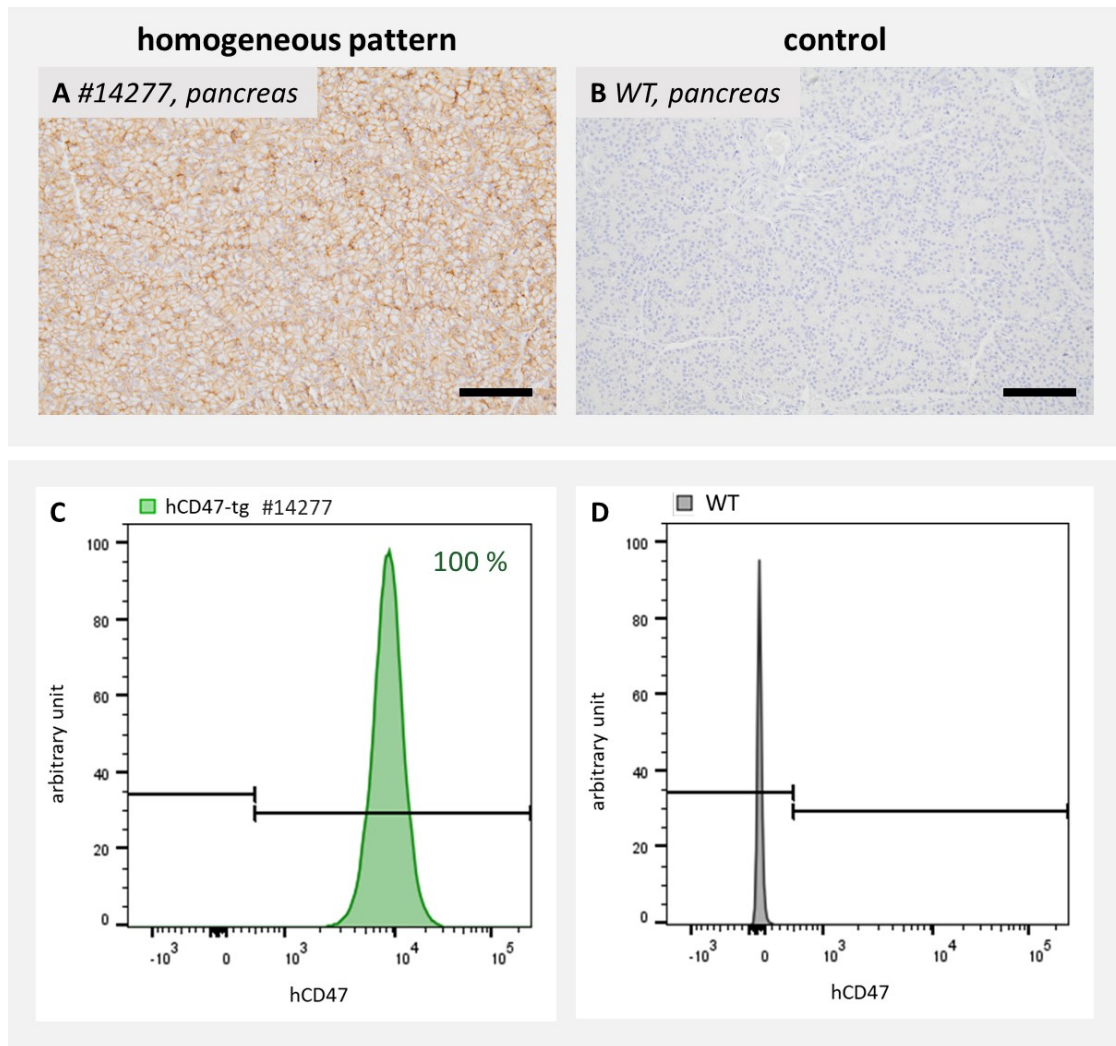 homogeneous pattern
control
A #14277, pancreas
B WT, pancreas
C
hCD47-tg #14277
100 %
arbitrary unit
100
80
60
40
20
0
-10³ 0 10³ 10⁴ 10⁵
hCD47
D
WT
arbitrary unit
100
80
60
40
20
0
-10³ 0 10³ 10⁴ 10⁵
hCD47